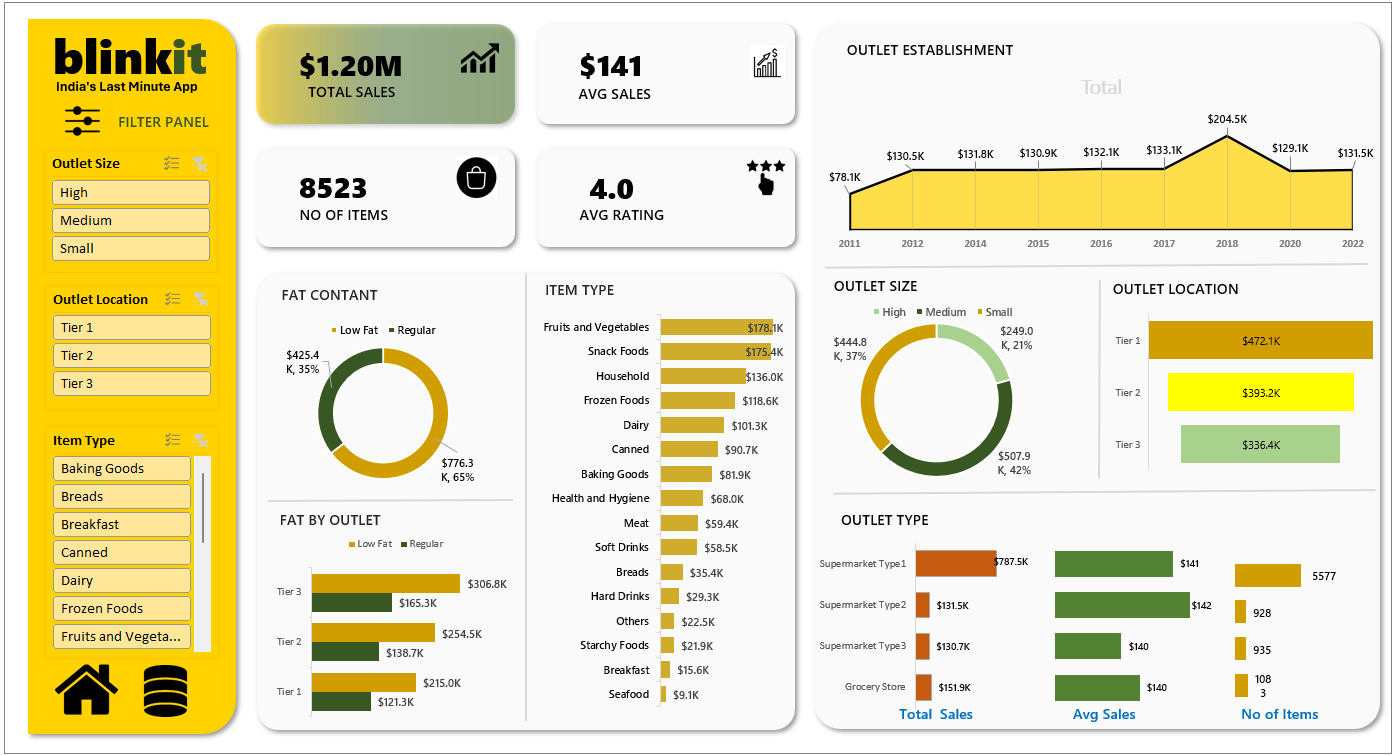 blinkit
India's Last Minute App
FILTER PANEL
Outlet Size
High
Medium
Small
Outlet Location
Tier 1
Tier 2
Tier 3
Item Type
Baking Goods
Breads
Breakfast
Canned
Dairy
Frozen Foods
Fruits and Vegeta...
$1.20M
TOTAL SALES
$141
AVG SALES
8523
NO OF ITEMS
4.0
AVG RATING
FAT CONTANT
Low Fat Regular
$425.4
K, 35%
$776.3
K, 65%
FAT BY OUTLET
Low Fat Regular
Tier 3 $306.8K
$165.3K
Tier 2 $254.5K
$138.7K
Tier 1 $215.0K
$121.3K
ITEM TYPE
Fruits and Vegetables $178.1K
Snack Foods $175.4K
Household $136.0K
Frozen Foods $118.6K
Dairy $101.3K
Canned $90.7K
Baking Goods $81.9K
Health and Hygiene $68.0K
Meat $59.4K
Soft Drinks $58.5K
Breads $35.4K
Hard Drinks $29.3K
Others $22.5K
Starchy Foods $21.9K
Breakfast $15.6K
Seafood $9.1K
OUTLET ESTABLISHMENT
Total
$78.1K $130.5K $131.8K $130.9K $132.1K $133.1K $204.5K $129.1K $131.5K
2011 2012 2014 2015 2016 2017 2018 2020 2022
OUTLET SIZE
High Medium Small
$444.8
K, 37%
$249.0
K, 21%
$507.9
K, 42%
OUTLET LOCATION
Tier 1 $472.1K
Tier 2 $393.2K
Tier 3 $336.4K
OUTLET TYPE
Supermarket Type1 $787.5K $141 5577
Supermarket Type2 $131.5K $142 928
Supermarket Type3 $130.7K $140 935
Grocery Store $151.9K $140 108
3
Total Sales Avg Sales No of Items